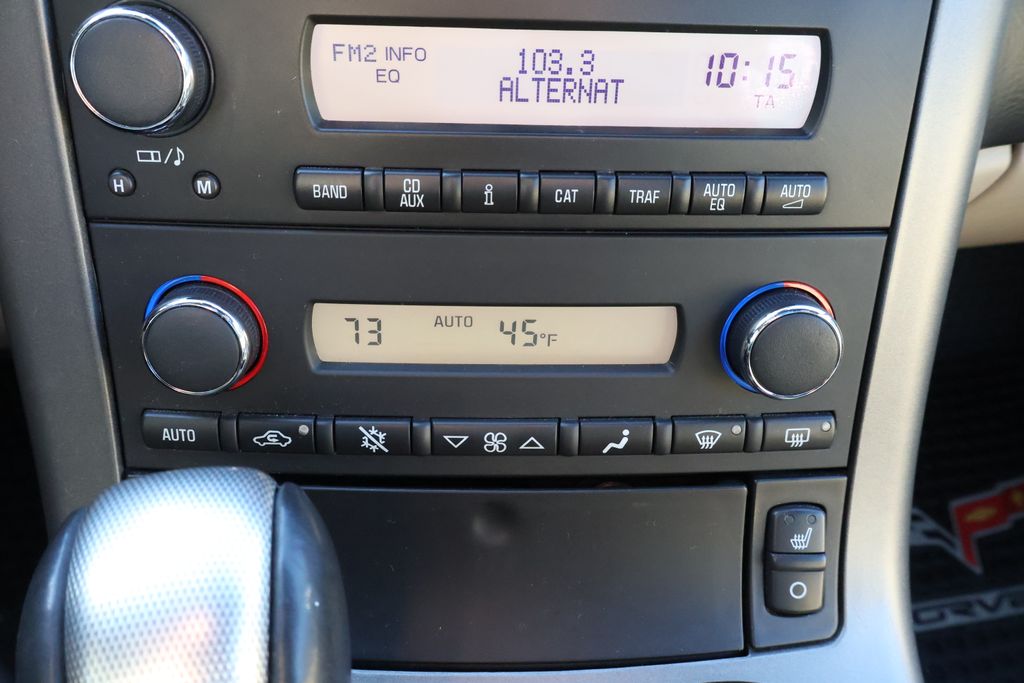 FM2 INFO
EQ
103.3
ALTERNAT
10:15
TA
H
M
BAND
CD
AUX
i
CAT
TRAF
AUTO
EQ
AUTO
73
AUTO
45°F
AUTO